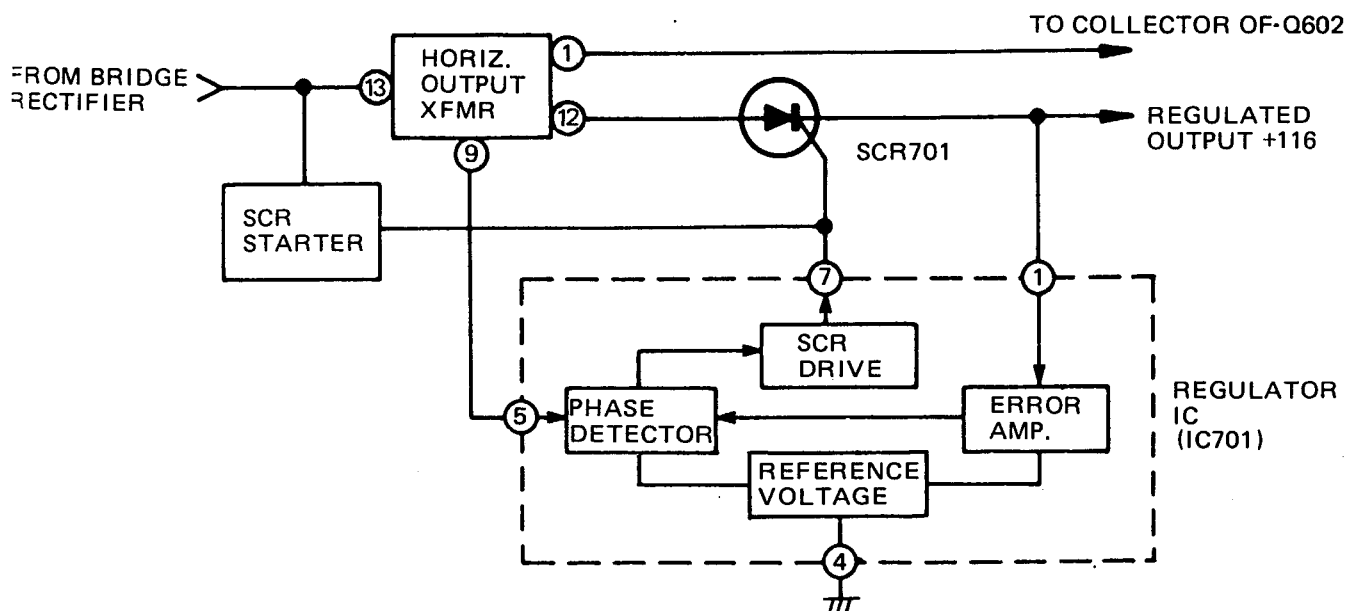 TO COLLECTOR OF·Q602
FROM BRIDGE
RECTIFIER
13
HORIZ.
OUTPUT
XFMR
1
12
9
SCR701
REGULATED
OUTPUT +116
SCR
STARTER
7
1
SCR
DRIVE
5
PHASE
DETECTOR
ERROR
AMP.
REGULATOR
IC
(IC701)
REFERENCE
VOLTAGE
4